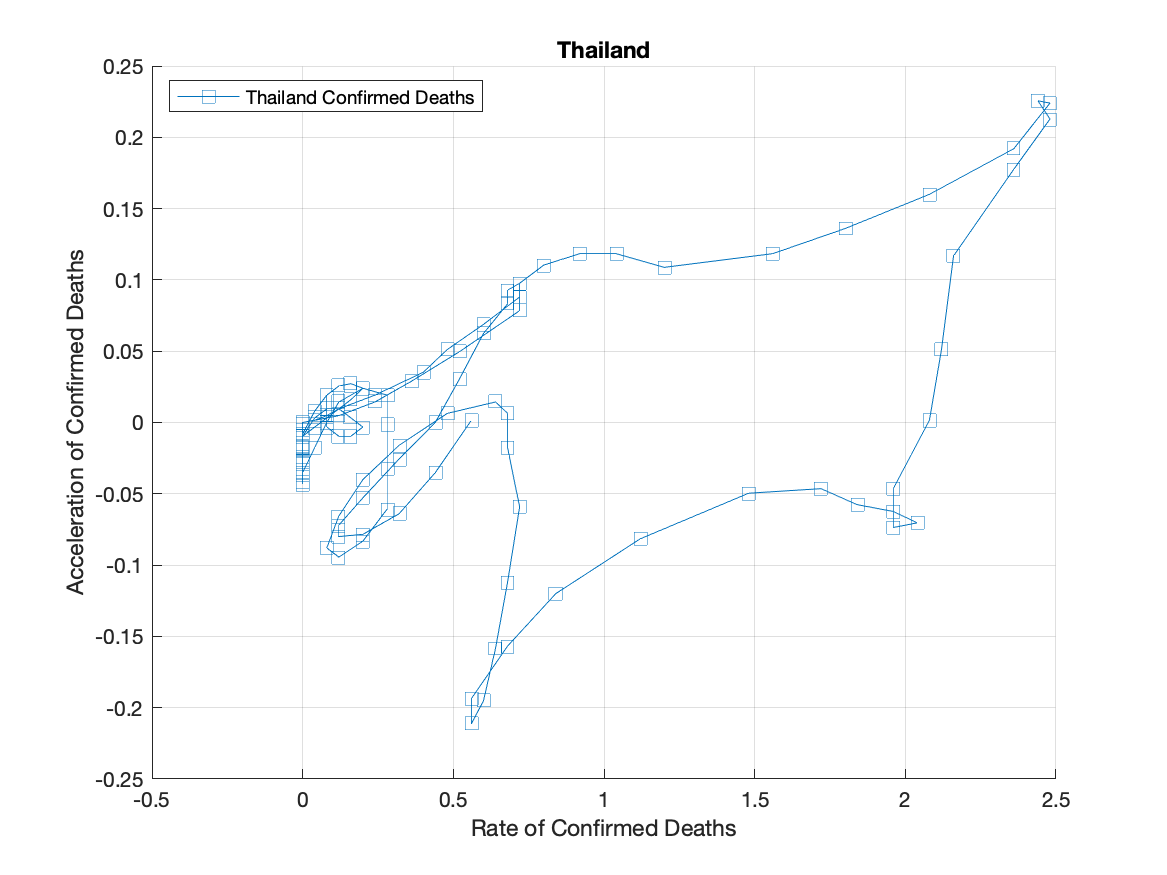 Thailand
Thailand Confirmed Deaths
0.25
0.2
0.15
0.1
0.05
0
-0.05
-0.1
-0.15
-0.2
-0.25
Acceleration of Confirmed Deaths
-0.5 0 0.5 1 1.5 2 2.5
Rate of Confirmed Deaths